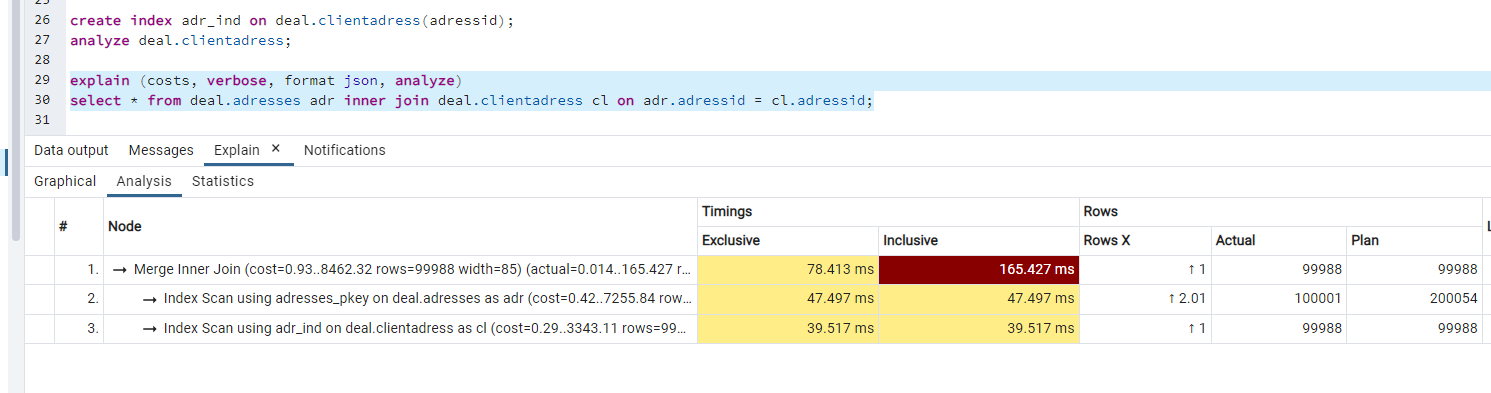 25
26 create index adr_ind on deal.clientadress(adressid);
27 analyze deal.clientadress;
28
29 explain (costs, verbose, format json, analyze)
30 select * from deal.adresses adr inner join deal.clientadress cl on adr.adressid = cl.adressid;
31
Data output Messages Explain × Notifications
Graphical Analysis Statistics
# Node Timings Rows L
Exclusive Inclusive Rows X Actual Plan
1. → Merge Inner Join (cost=0.93..8462.32 rows=99988 width=85) (actual=0.014..165.427 r... 78.413 ms 165.427 ms ↑ 1 99988 99988
2. → Index Scan using adresses_pkey on deal.adresses as adr (cost=0.42..7255.84 row... 47.497 ms 47.497 ms ↑ 2.01 100001 200054
3. → Index Scan using adr_ind on deal.clientadress as cl (cost=0.29..3343.11 rows=99... 39.517 ms 39.517 ms ↑ 1 99988 99988